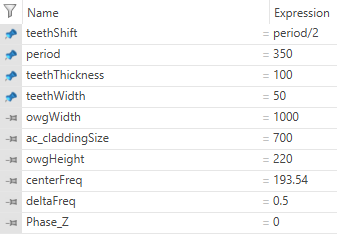 Name Expression
teethShift = period/2
period = 350
teethThickness = 100
teethWidth = 50
owgWidth = 1000
ac_claddingSize = 700
owgHeight = 220
centerFreq = 193.54
deltaFreq = 0.5
Phase_Z = 0